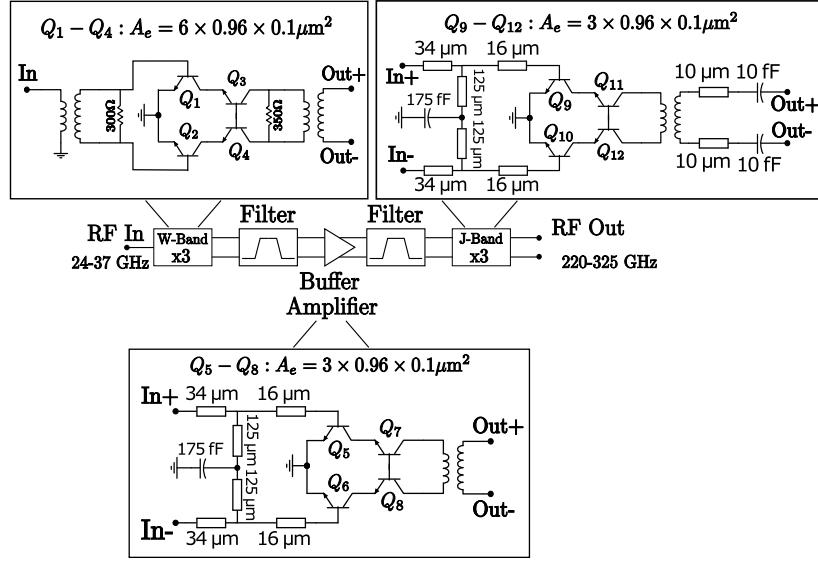 Q1 − Q4 : Ae = 6 × 0.96 × 0.1μm²
In
300Ω
Q1
Q2
Q3
Q4
350Ω
Out+
Out-
Q9 − Q12 : Ae = 3 × 0.96 × 0.1μm²
34 μm
16 μm
In+
175 fF
125 μm
125 μm
In-
34 μm
16 μm
Q9
Q10
Q11
Q12
10 μm
10 fF
Out+
Out-
10 μm
10 fF
RF In
24-37 GHz
W-Band
x3
Filter
Buffer
Amplifier
Filter
J-Band
x3
RF Out
220-325 GHz
Q5 − Q8 : Ae = 3 × 0.96 × 0.1μm²
34 μm
16 μm
In+
175 fF
125 μm
125 μm
In-
34 μm
16 μm
Q5
Q6
Q7
Q8
Out+
Out-